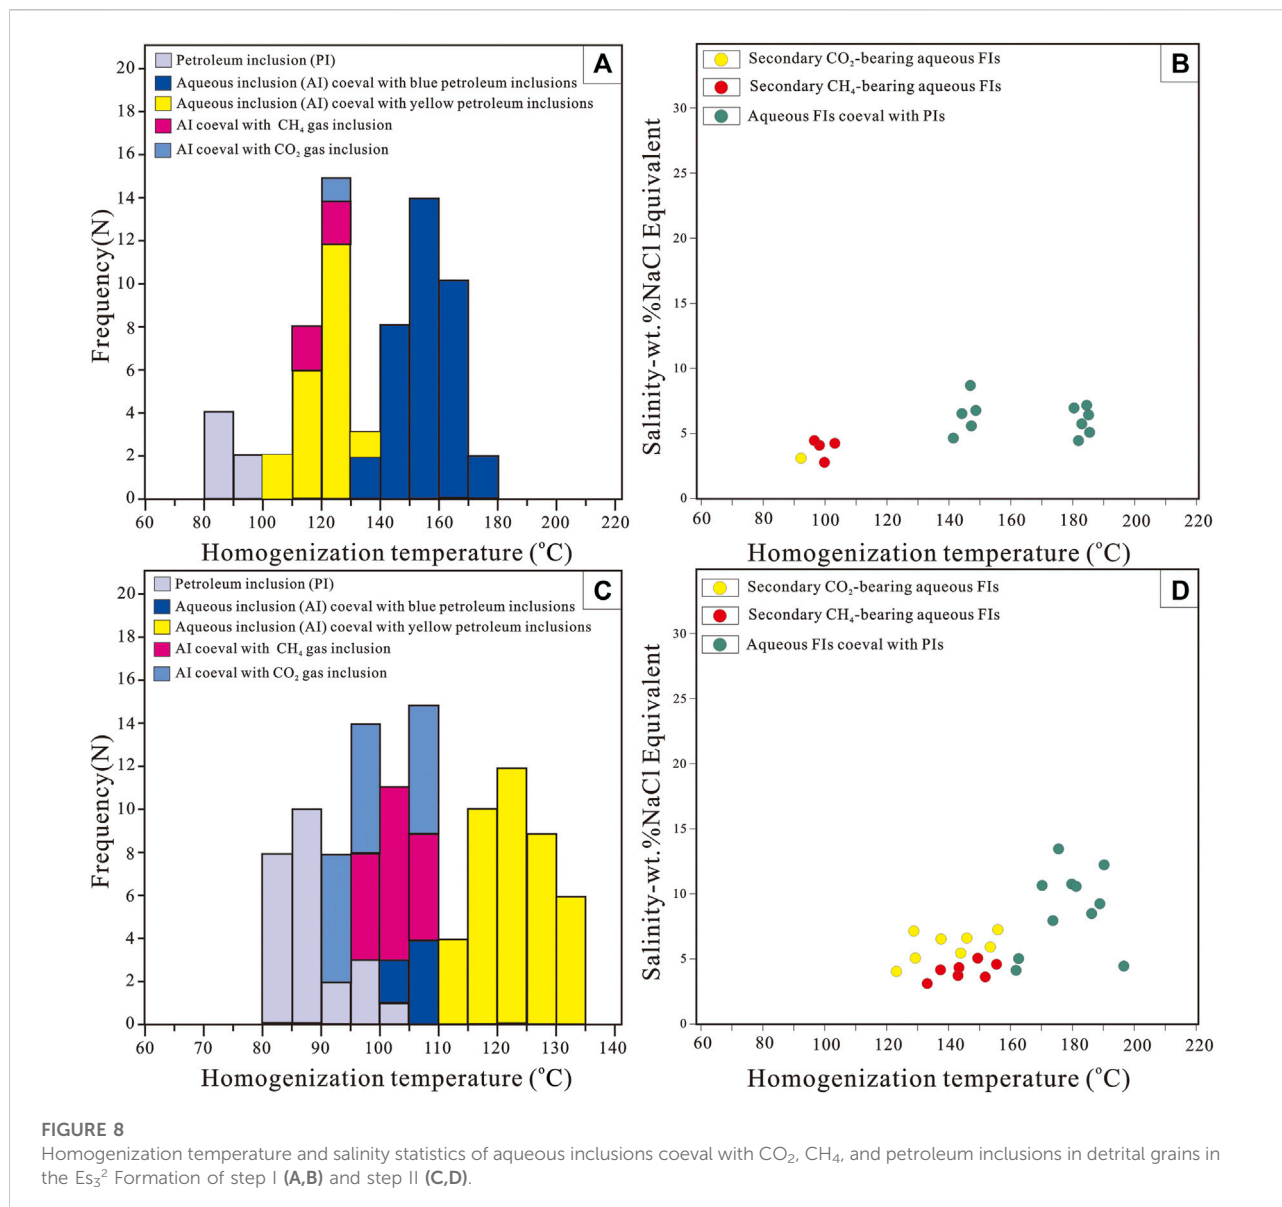 A
Petroleum inclusion (PI)
Aqueous inclusion (AI) coeval with blue petroleum inclusions
Aqueous inclusion (AI) coeval with yellow petroleum inclusions
AI coeval with CH₄ gas inclusion
AI coeval with CO₂ gas inclusion
Frequency(N)
20
18
16
14
12
10
8
6
4
2
0
60 80 100 120 140 160 180 200 220
Homogenization temperature (°C)
B
Secondary CO₂-bearing aqueous FIs
Secondary CH₄-bearing aqueous FIs
Aqueous FIs coeval with PIs
Salinity-wt.%NaCl Equivalent
30
25
20
15
10
5
0
60 80 100 120 140 160 180 200 220
Homogenization temperature (°C)
C
Petroleum inclusion (PI)
Aqueous inclusion (AI) coeval with blue petroleum inclusions
Aqueous inclusion (AI) coeval with yellow petroleum inclusions
AI coeval with CH₄ gas inclusion
AI coeval with CO₂ gas inclusion
Frequency(N)
20
18
16
14
12
10
8
6
4
2
0
60 70 80 90 100 110 120 130 140
Homogenization temperature (°C)
D
Secondary CO₂-bearing aqueous FIs
Secondary CH₄-bearing aqueous FIs
Aqueous FIs coeval with PIs
Salinity-wt.%NaCl Equivalent
30
25
20
15
10
5
0
60 80 100 120 140 160 180 200 220
Homogenization temperature (°C)
FIGURE 8
Homogenization temperature and salinity statistics of aqueous inclusions coeval with CO₂, CH₄, and petroleum inclusions in detrital grains in
the Es₃² Formation of step I (A,B) and step II (C,D).